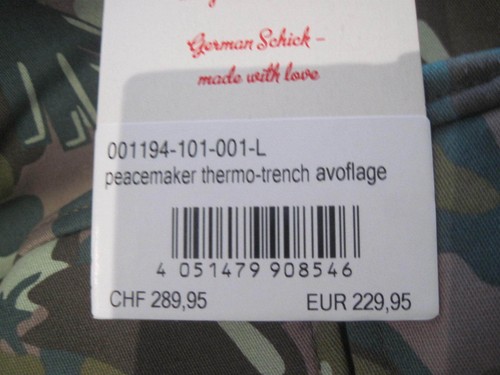 German Schick –
made with love
001194-101-001-L
peacemaker thermo-trench avoflage
4 051479 908546
CHF 289,95 EUR 229,95